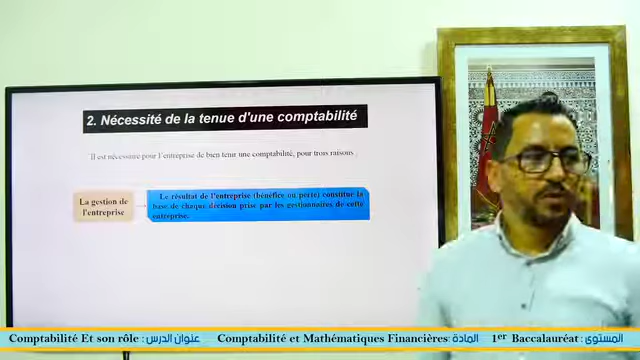 2. Nécessité de la tenue d'une comptabilité
Il est nécessaire pour l'entreprise de bien tenir une comptabilité, pour trois raisons
La gestion de
l'entreprise
Le résultat de l'entreprise (bénéfice ou perte) constitue la
base de chaque décision prise par les gestionnaires de cette
entreprise.
Comptabilité Et son rôle : عنوان الدرس Comptabilité et Mathématiques Financières: المادة 1er Baccalauréat : المستوى